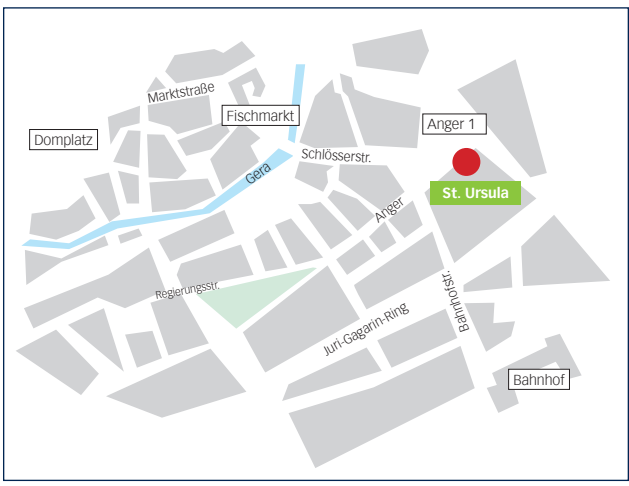 Marktstraße
Fischmarkt
Anger 1
Domplatz
Schlösserstr.
Gera
St. Ursula
Anger
Regierungsstr.
Bahnhofstr.
Juri-Gagarin-Ring
Bahnhof